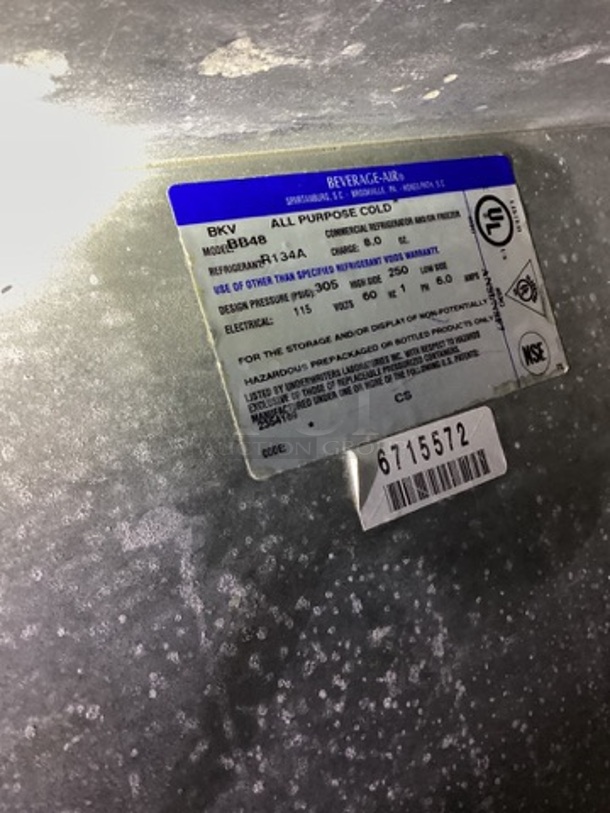 BEVERAGE-AIR®
SPARTANBURG, S.C. - BROOKVILLE, PA. - HONEA PATH, S.C.
BKV ALL PURPOSE COLD
MODEL: BB48 COMMERCIAL REFRIGERATOR AND/OR FREEZER
REFRIGERANT: R134A CHARGE: 8.0 OZ.
USE OF OTHER THAN SPECIFIED REFRIGERANT VOIDS WARRANTY.
DESIGN PRESSURE (PSIG): 305 HIGH SIDE 250 LOW SIDE
ELECTRICAL: 115 VOLTS 60 HZ 1 PH 6.0 AMPS
FOR THE STORAGE AND/OR DISPLAY OF NON-POTENTIALLY
HAZARDOUS PREPACKAGED OR BOTTLED PRODUCTS ONLY
LISTED BY UNDERWRITERS LABORATORIES INC. WITH RESPECT TO HAZARDS
EXCLUSIVE OF THOSE OF REPLACEABLE PRESSURIZED CONTAINERS.
MANUFACTURED UNDER ONE OR MORE OF THE FOLLOWING U.S. PATENTS:
CS
CODE:
UL
LISTED
NSF
6715572